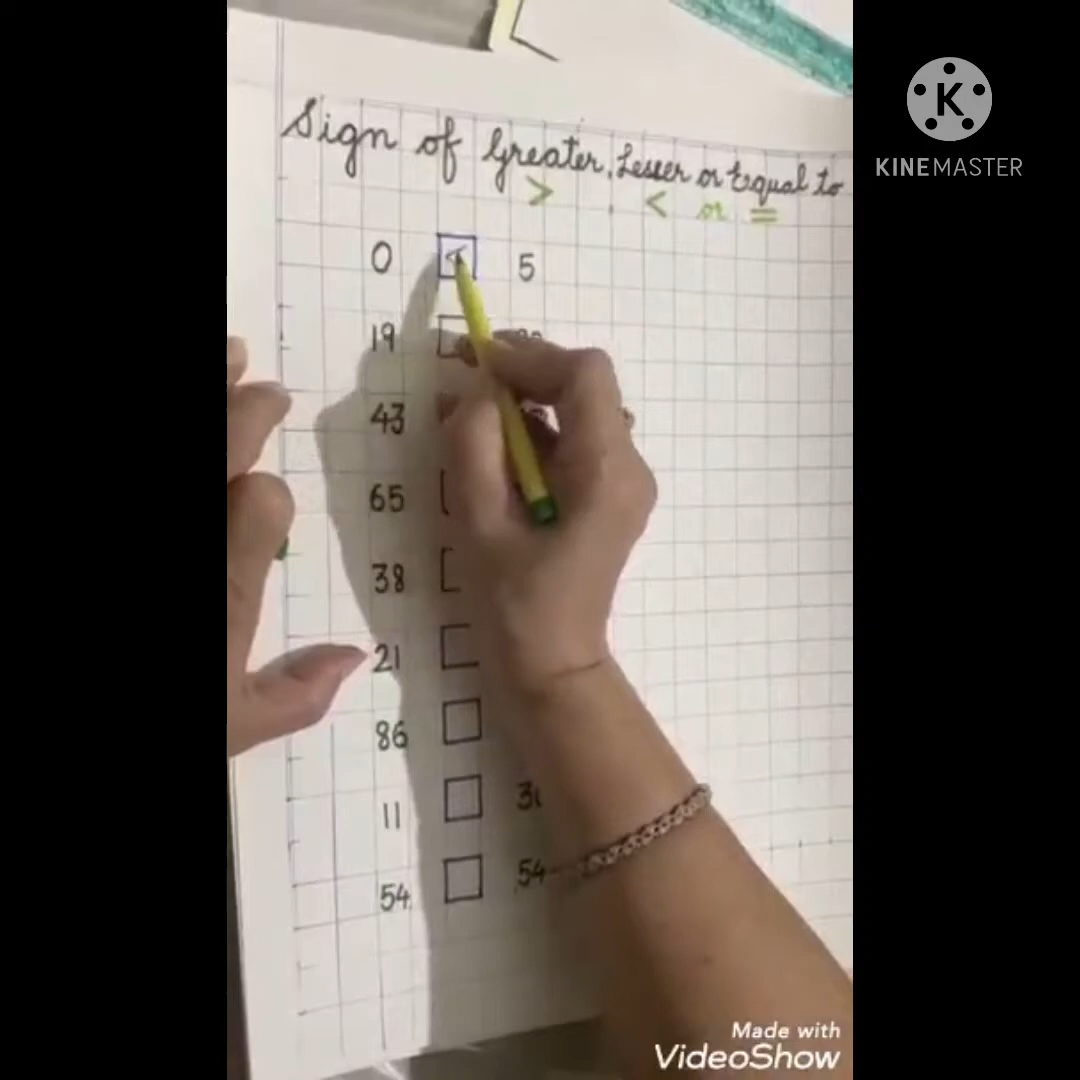 Sign of Greater, Lesser or Equal to
> , < or =
0 < 5
19
43
65
38
21
86
11
54 54
K
KINEMASTER
Made with
VideoShow